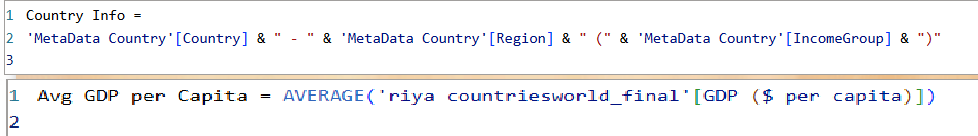 1 Country Info =
2 'MetaData Country'[Country] & " - " & 'MetaData Country'[Region] & " (" & 'MetaData Country'[IncomeGroup] & ")"
3
1 Avg GDP per Capita = AVERAGE('riya countriesworld_final'[GDP ($ per capita)])
2